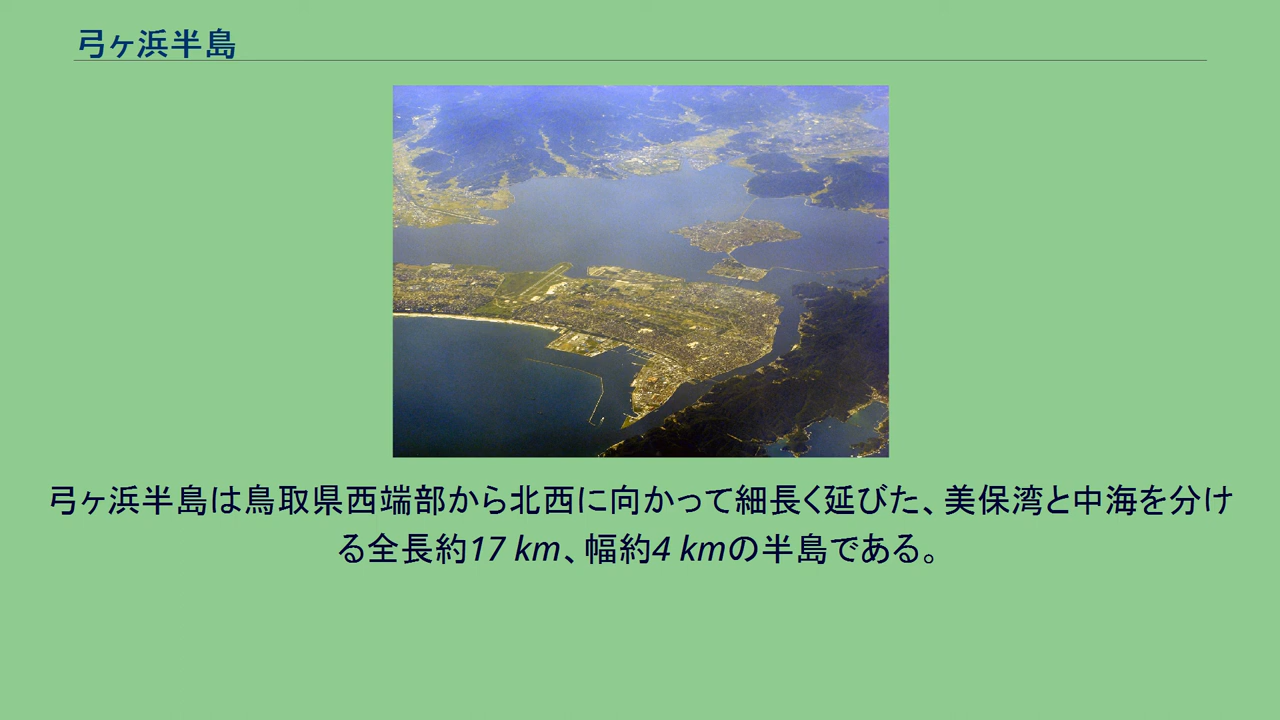 弓ヶ浜半島
弓ヶ浜半島は鳥取県西端部から北西に向かって細長く延びた、美保湾と中海を分け
る全長約17 km、幅約4 kmの半島である。